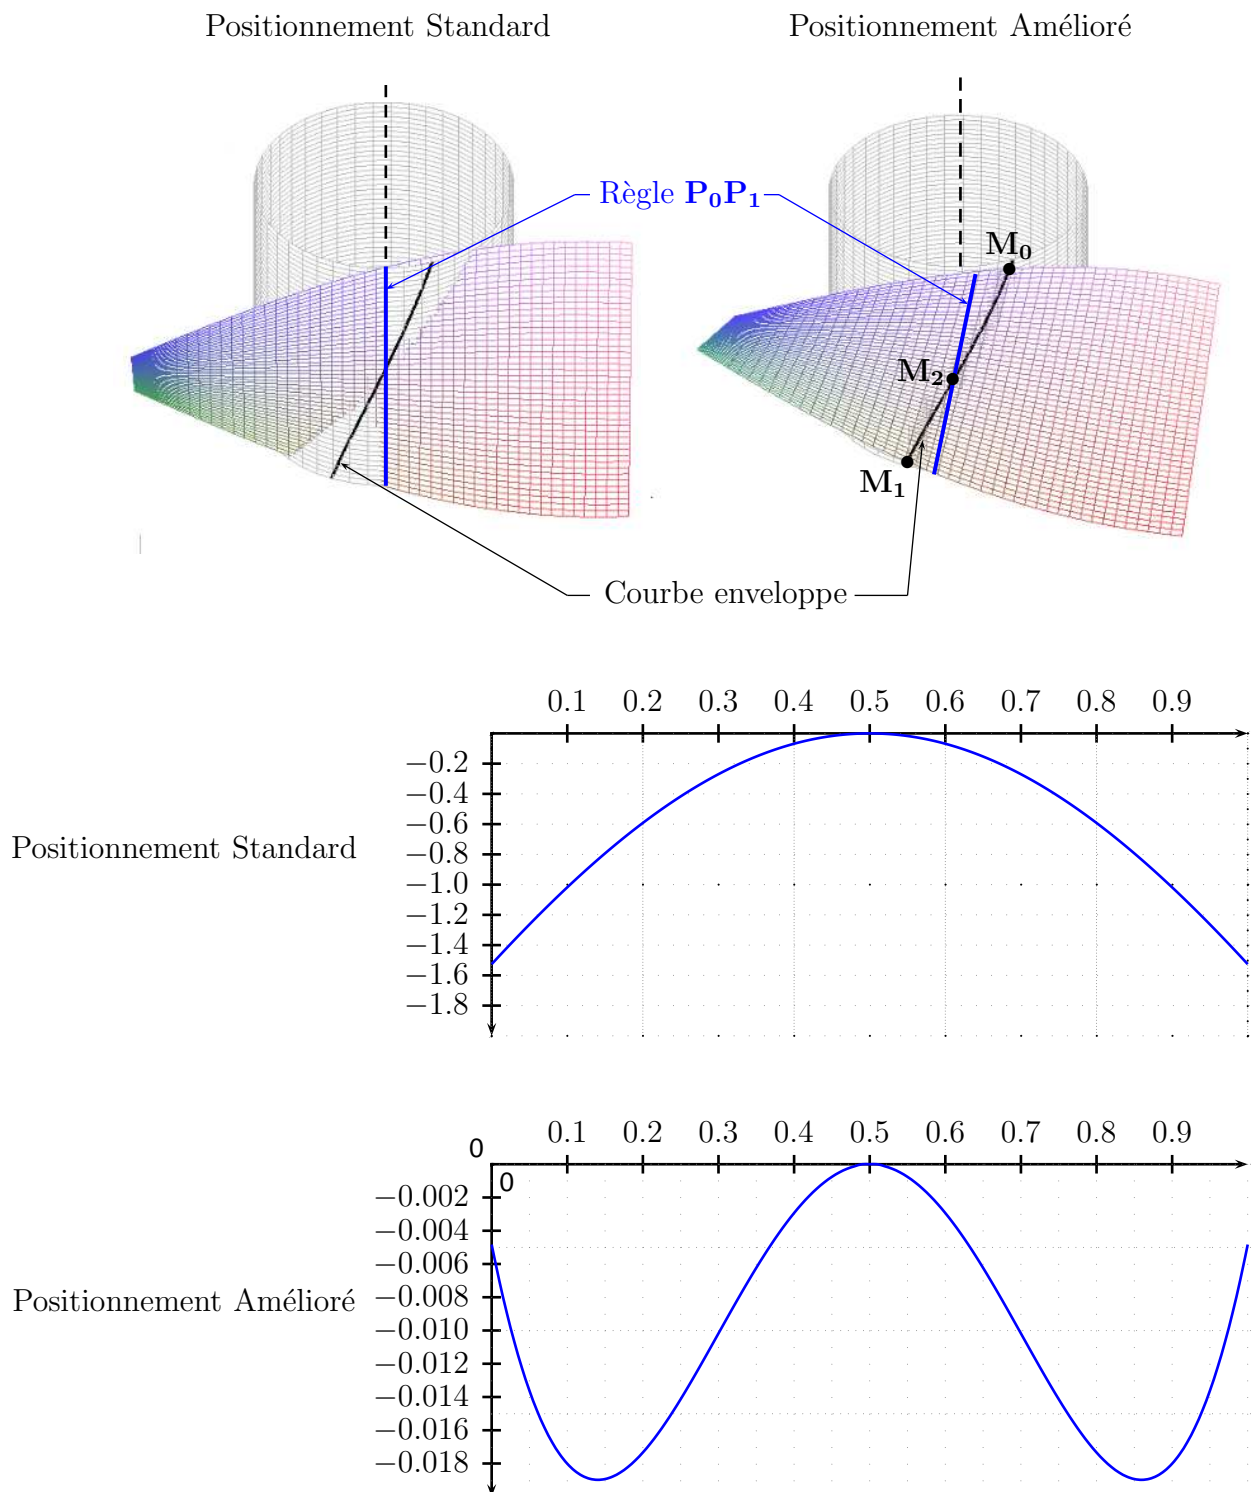 Positionnement Standard Positionnement Amélioré
Règle P₀P₁
M₀
M₂
M₁
Courbe enveloppe
0.1 0.2 0.3 0.4 0.5 0.6 0.7 0.8 0.9
−0.2
−0.4
−0.6
Positionnement Standard
−0.8
−1.0
−1.2
−1.4
−1.6
−1.8
0 0.1 0.2 0.3 0.4 0.5 0.6 0.7 0.8 0.9
0
−0.002
−0.004
−0.006
−0.008
Positionnement Amélioré
−0.010
−0.012
−0.014
−0.016
−0.018